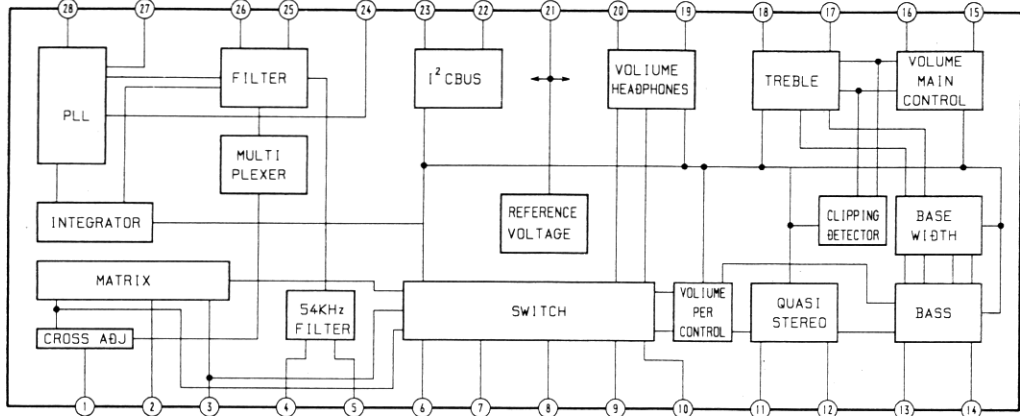 28 27 26 25 24 23 22 21 20 19 18 17 16 15
PLL
FILTER
I²CBUS
VOLIUME
HEADPHONES
TREBLE
VOLUME
MAIN
CONTROL
MULTI
PLEXER
INTEGRATOR
REFERENCE
VOLTAGE
CLIPPING
DETECTOR
BASE
WIDTH
MATRIX
CROSS ADJ
54KHz
FILTER
SWITCH
VOLIUME
PER
CONTROL
QUASI
STEREO
BASS
1 2 3 4 5 6 7 8 9 10 11 12 13 14